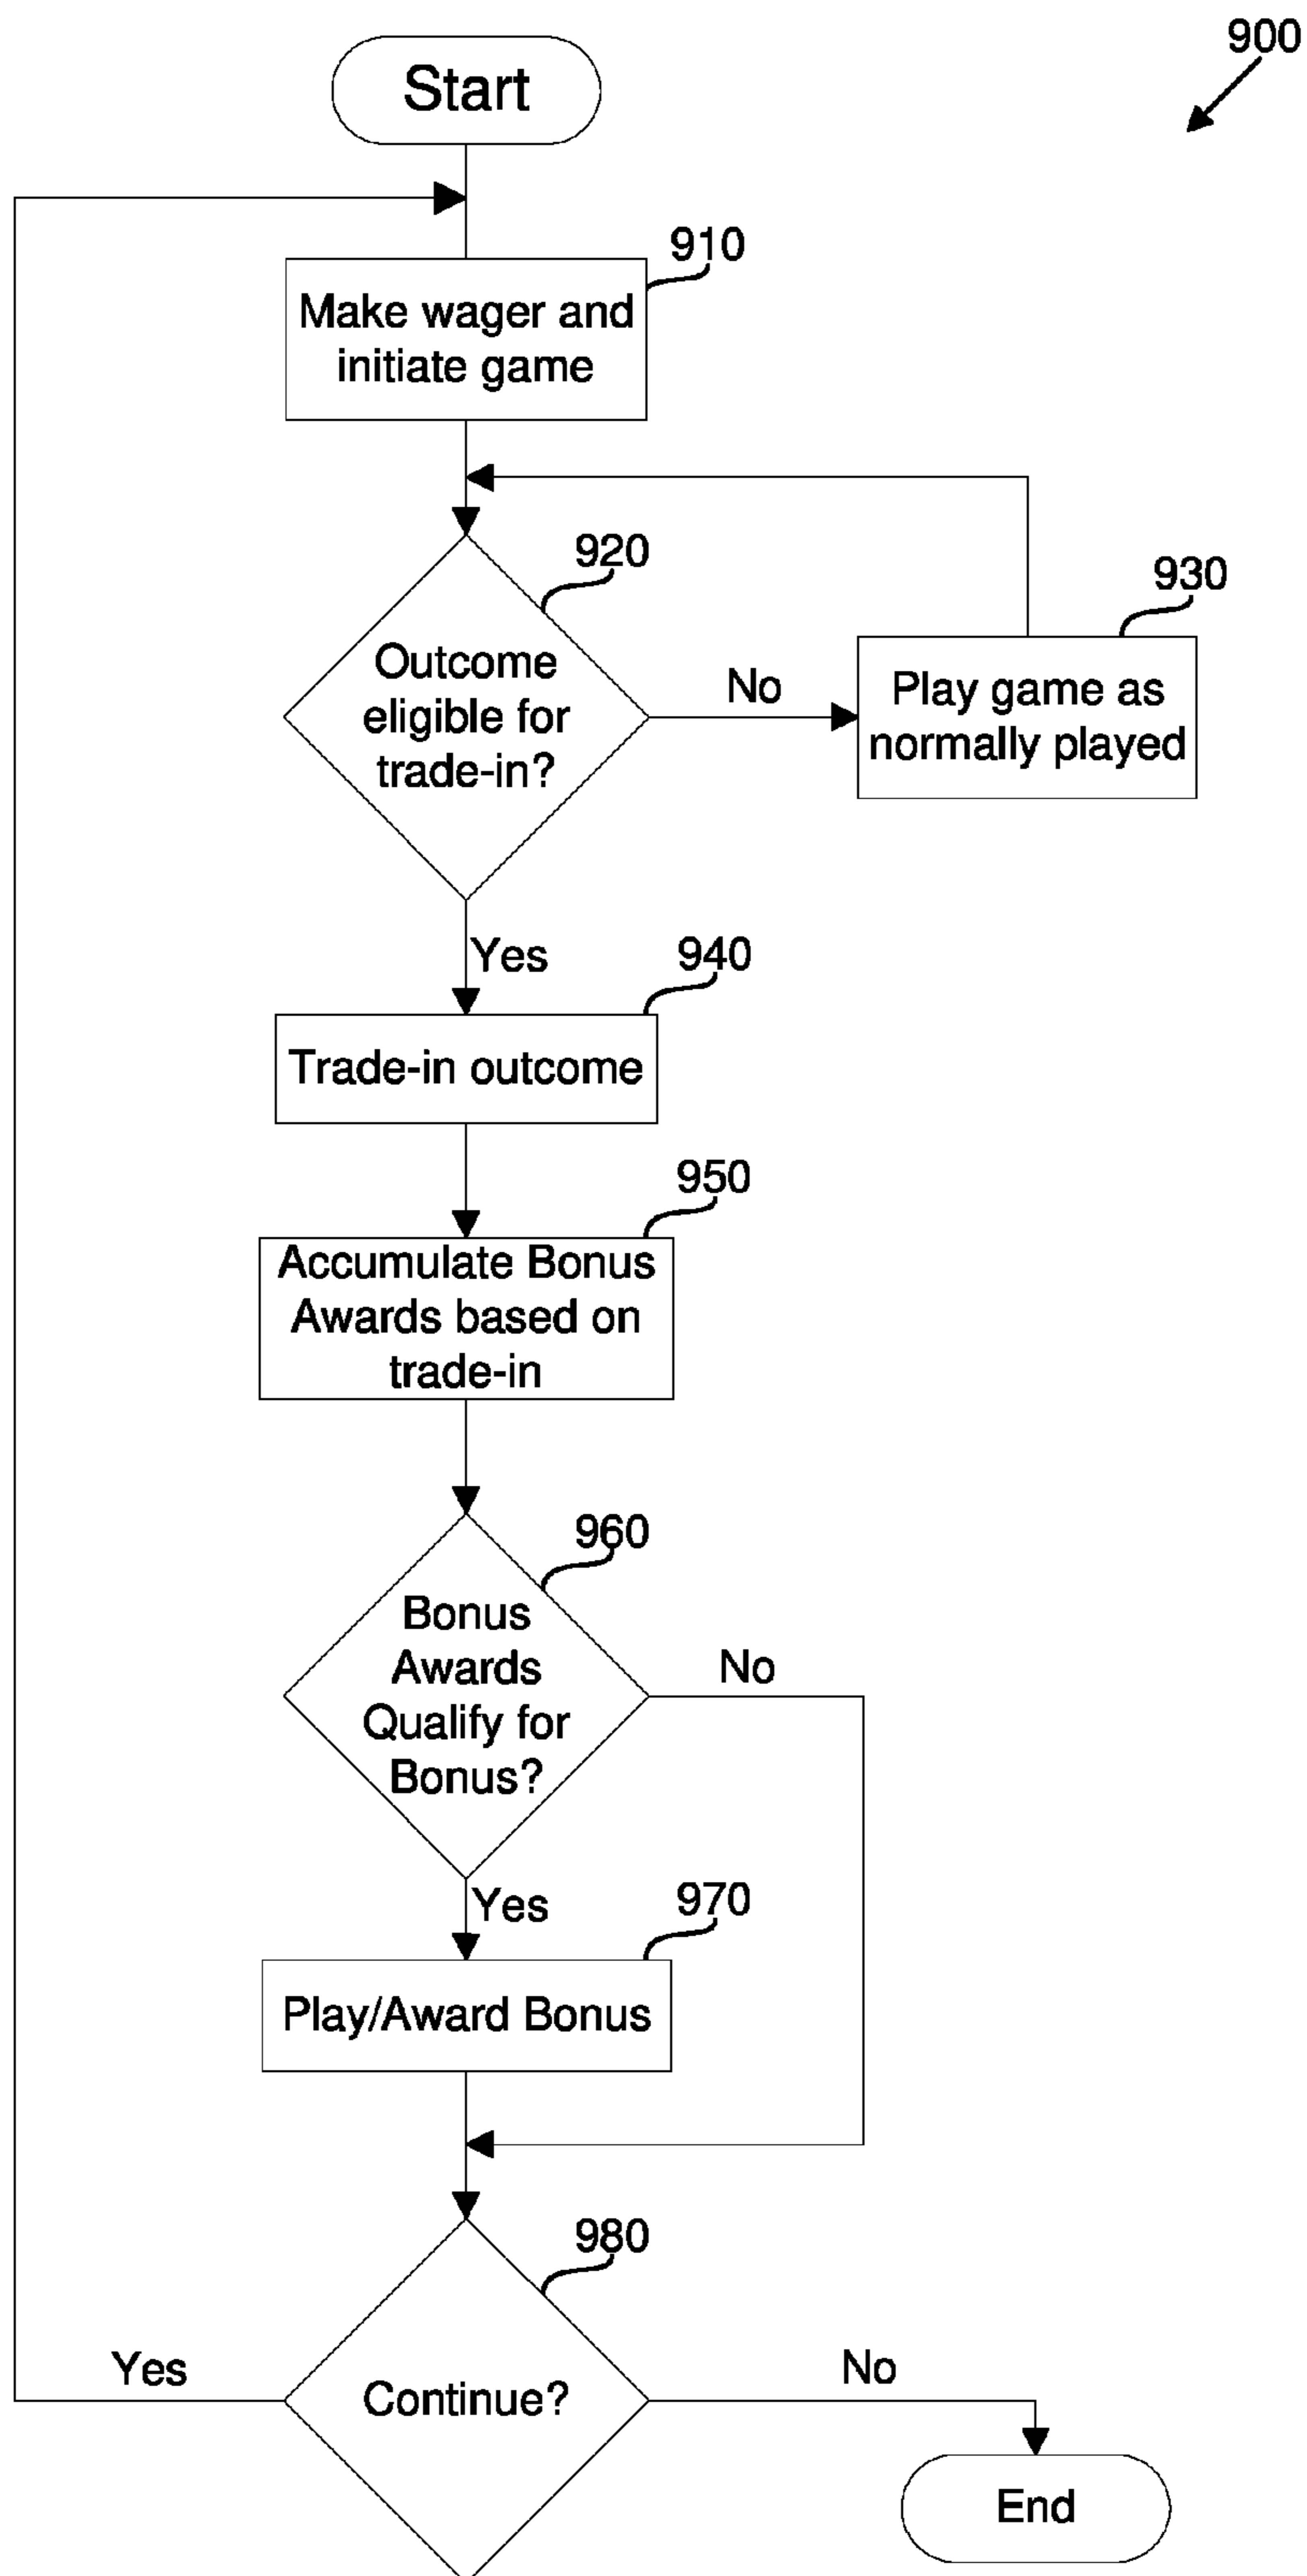 900
Start
910
Make wager and
initiate game
920
930
Outcome
eligible for
trade-in?
No
Play game as
normally played
Yes
940
Trade-in outcome
950
Accumulate Bonus
Awards based on
trade-in
960
Bonus
Awards
Qualify for
Bonus?
No
Yes
970
Play/Award Bonus
980
Yes
Continue?
No
End